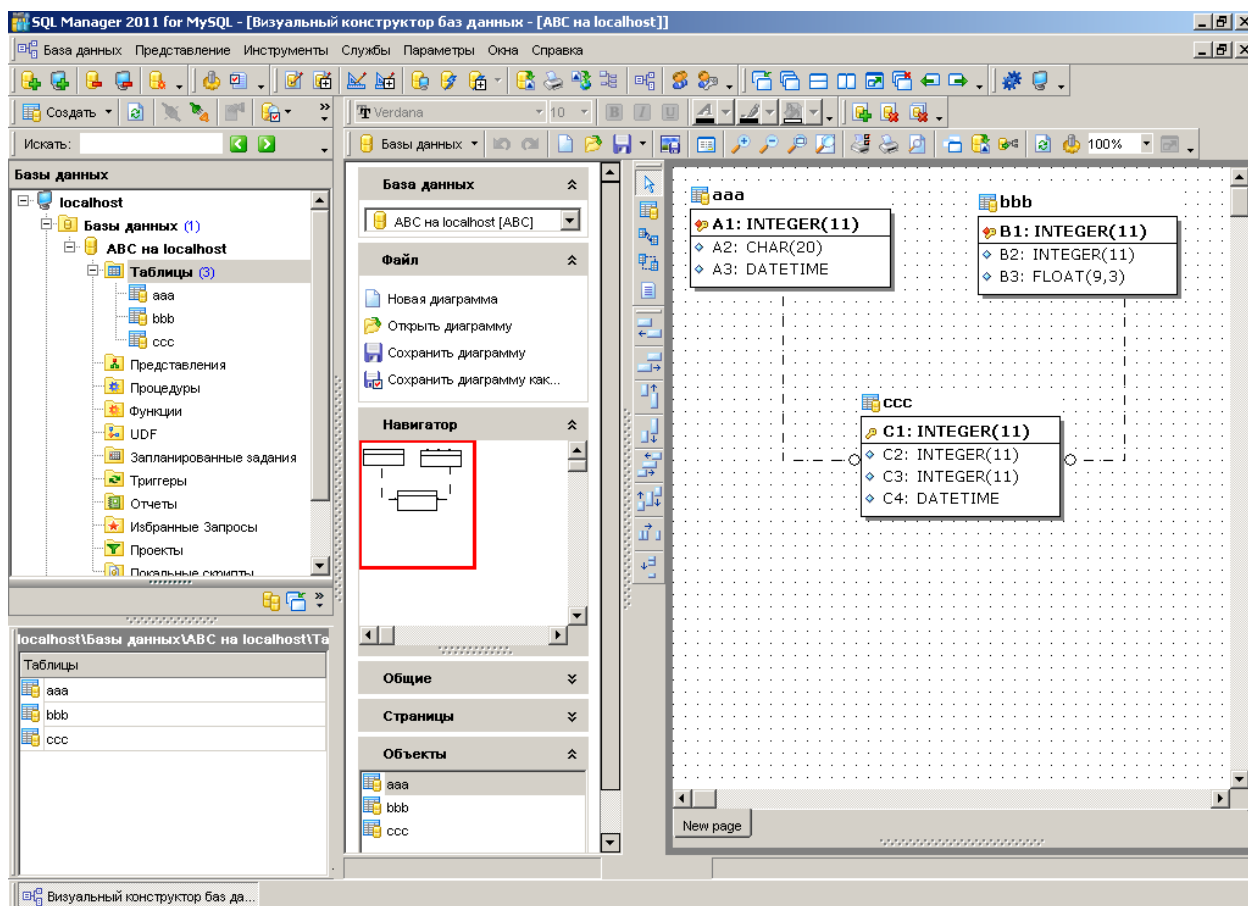 SQL Manager 2011 for MySQL - [Визуальный конструктор баз данных - [ABC на localhost]]
База данных Представление Инструменты Службы Параметры Окна Справка
Создать
Verdana 10 B I U
Искать:
Базы данных
100%
Базы данных
localhost
Базы данных (1)
ABC на localhost
Таблицы (3)
aaa
bbb
ccc
Представления
Процедуры
Функции
UDF
Запланированные задания
Триггеры
Отчеты
Избранные Запросы
Проекты
Локальные скрипты
localhost\Базы данных\ABC на localhost\Та
Таблицы
aaa
bbb
ccc
База данных
ABC на localhost [ABC]
Файл
Новая диаграмма
Открыть диаграмму
Сохранить диаграмму
Сохранить диаграмму как...
Навигатор
Общие
Страницы
Объекты
aaa
bbb
ccc
aaa
A1: INTEGER(11)
A2: CHAR(20)
A3: DATETIME
bbb
B1: INTEGER(11)
B2: INTEGER(11)
B3: FLOAT(9,3)
ccc
C1: INTEGER(11)
C2: INTEGER(11)
C3: INTEGER(11)
C4: DATETIME
New page
Визуальный конструктор баз да...